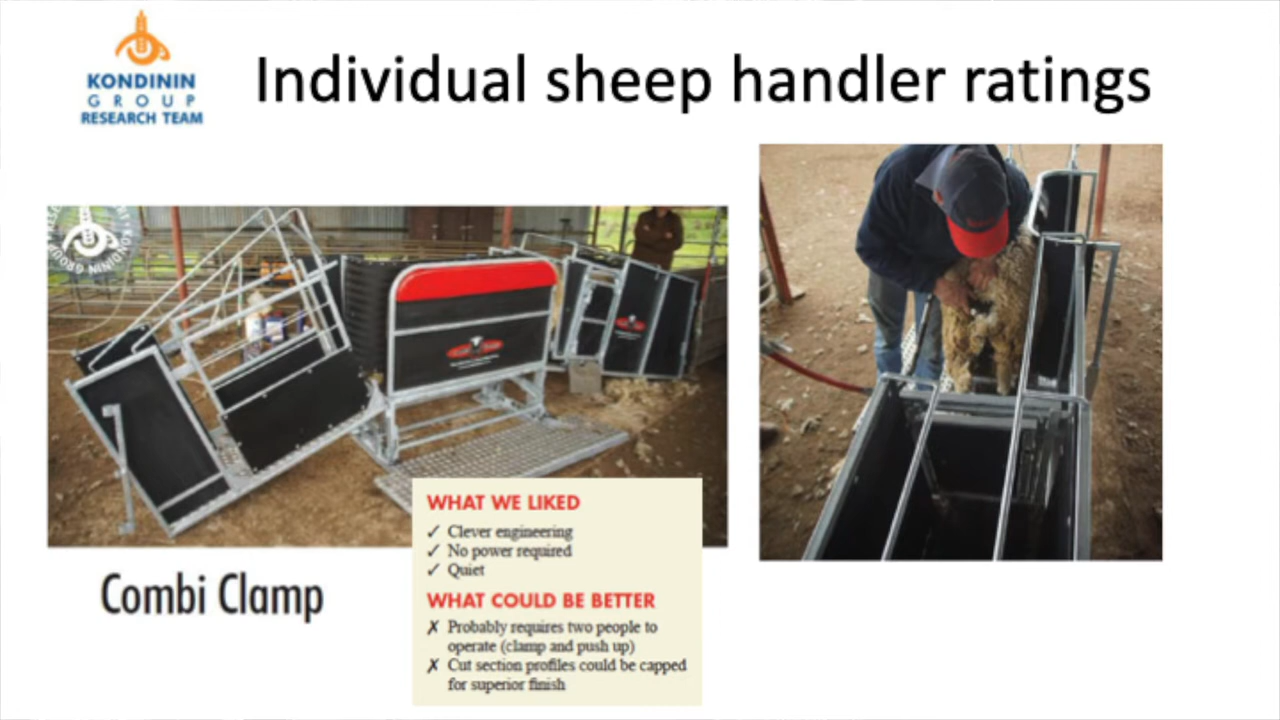 KONDININ
GROUP
RESEARCH TEAM
Individual sheep handler ratings
KONDININ GROUP
WHAT WE LIKED
✓ Clever engineering
✓ No power required
✓ Quiet
WHAT COULD BE BETTER
✗ Probably requires two people to
operate (clamp and push up)
✗ Cut section profiles could be capped
for superior finish
Combi Clamp